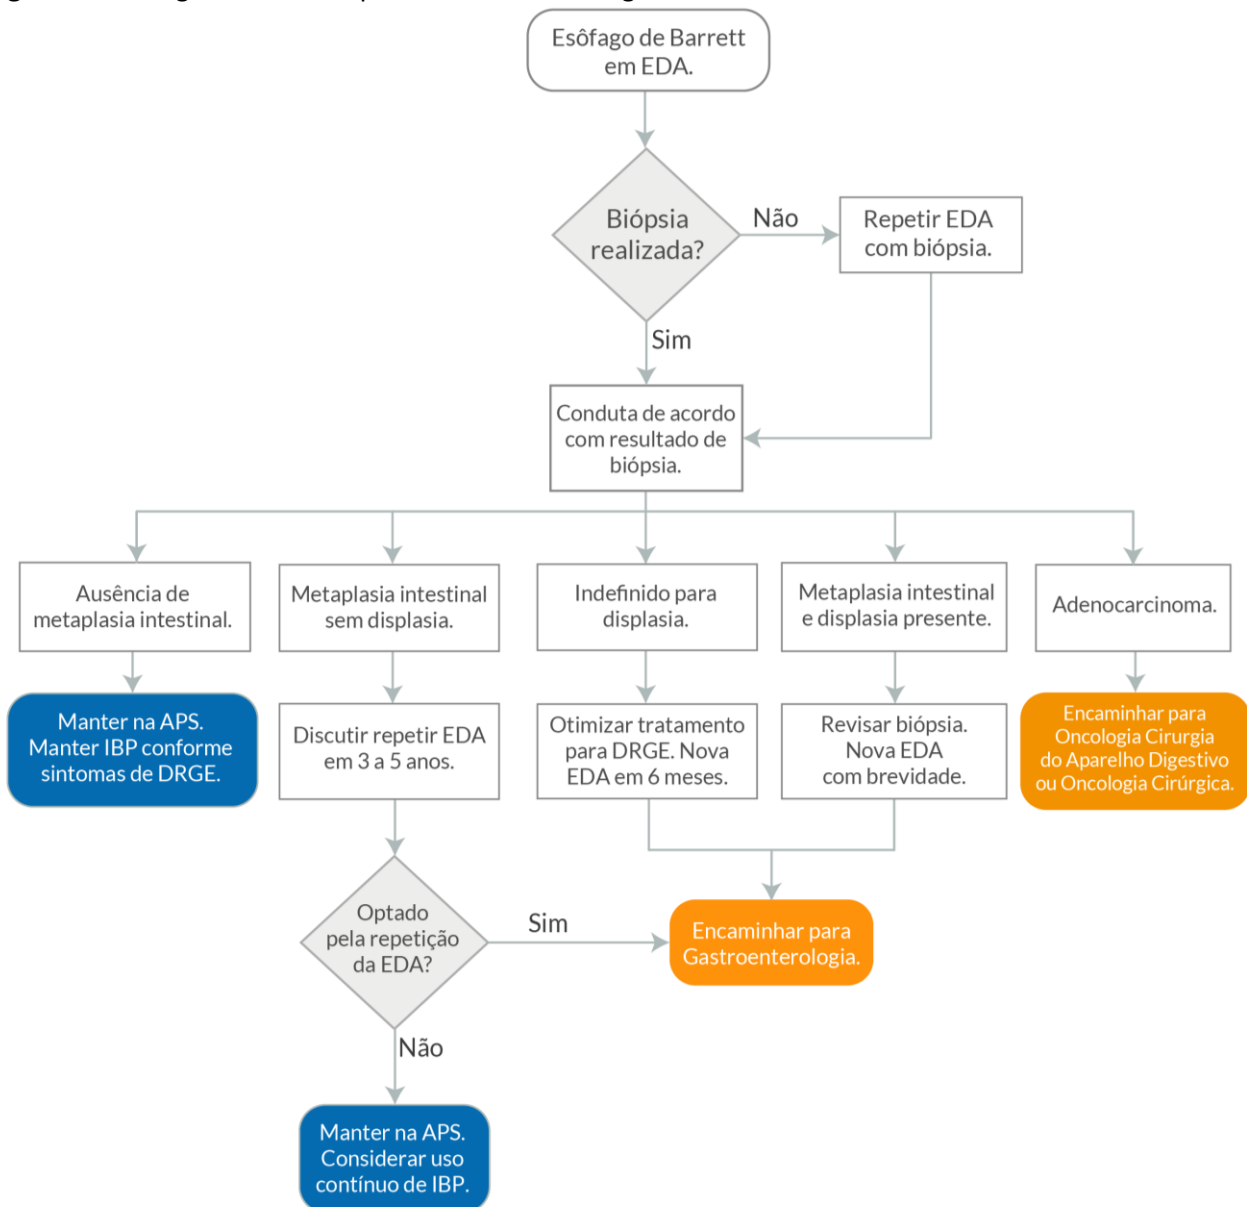 Esôfago de Barrett
em EDA.
Biópsia
realizada?
Não
Repetir EDA
com biópsia.
Sim
Conduta de acordo
com resultado de
biópsia.
Ausência de
metaplasia intestinal.
Metaplasia intestinal
sem displasia.
Indefinido para
displasia.
Metaplasia intestinal
e displasia presente.
Adenocarcinoma.
Manter na APS.
Manter IBP conforme
sintomas de DRGE.
Discutir repetir EDA
em 3 a 5 anos.
Otimizar tratamento
para DRGE. Nova
EDA em 6 meses.
Revisar biópsia.
Nova EDA
com brevidade.
Encaminhar para
Oncologia Cirurgia
do Aparelho Digestivo
ou Oncologia Cirúrgica.
Optado
pela repetição
da EDA?
Sim
Encaminhar para
Gastroenterologia.
Não
Manter na APS.
Considerar uso
contínuo de IBP.